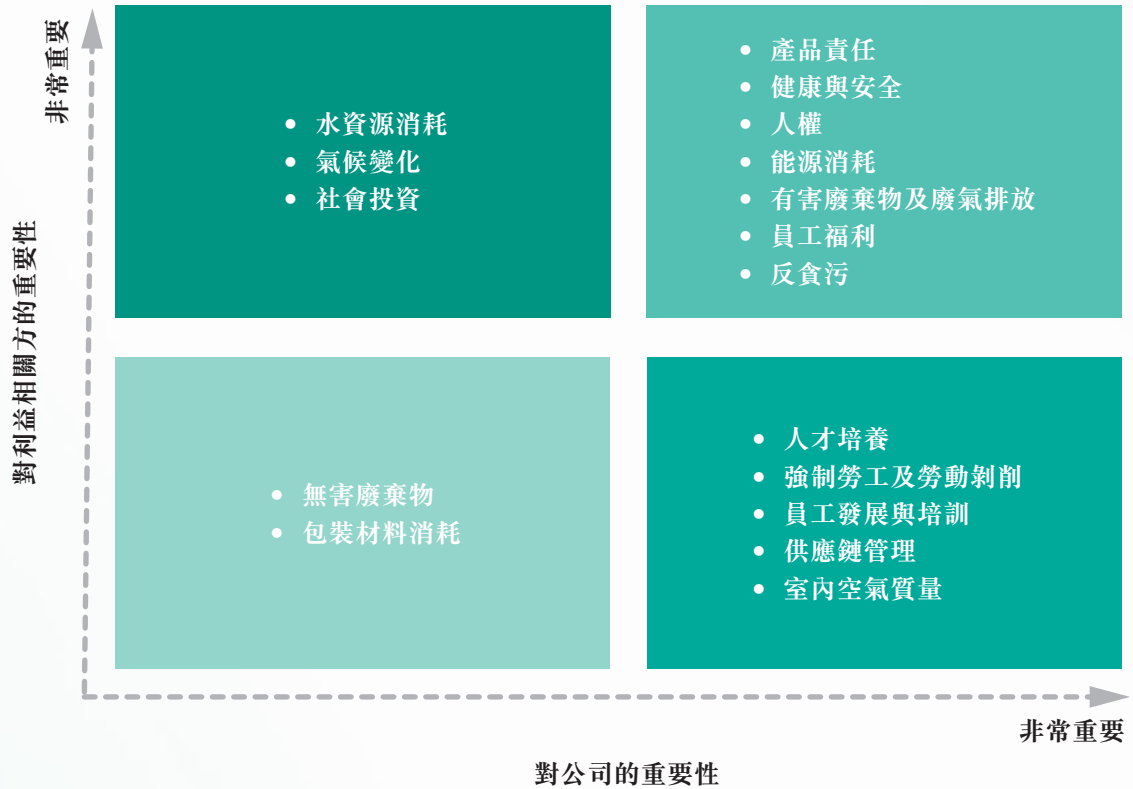 非常重要
對利益相關方的重要性
• 水資源消耗
• 氣候變化
• 社會投資
• 產品責任
• 健康與安全
• 人權
• 能源消耗
• 有害廢棄物及廢氣排放
• 員工福利
• 反貪污
• 無害廢棄物
• 包裝材料消耗
• 人才培養
• 強制勞工及勞動剝削
• 員工發展與培訓
• 供應鏈管理
• 室內空氣質量
非常重要
對公司的重要性